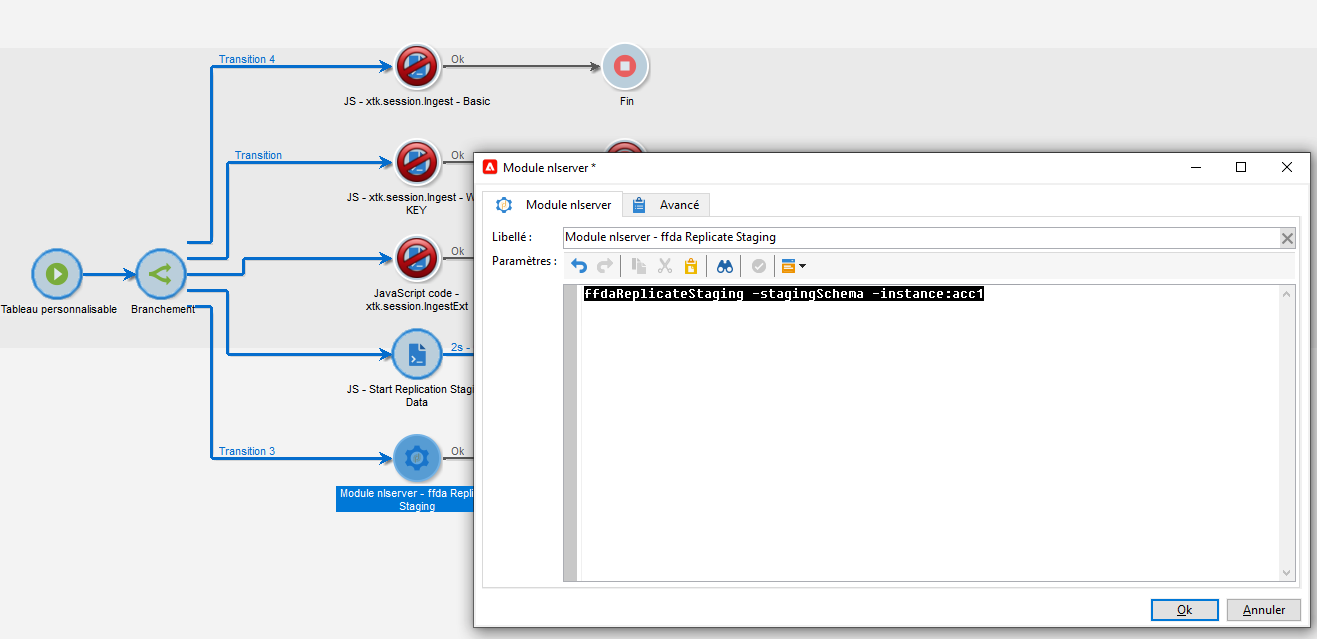 Transition 4
Ok
JS - xtk.session.Ingest - Basic
Fin
Transition
Ok
JS - xtk.session.Ingest -
KEY
Ok
JavaScript code -
xtk.session.IngestExt
Tableau personnalisable
Branchement
2s -
JS - Start Replication
Data
Transition 3
Ok
Module nlserver - ffda
Staging
Module nlserver *
Module nlserver
Avancé
Libellé :
Module nlserver - ffda Replicate Staging
Paramètres :
ffdaReplicateStaging -stagingSchema -instance:acc1
Ok
Annuler